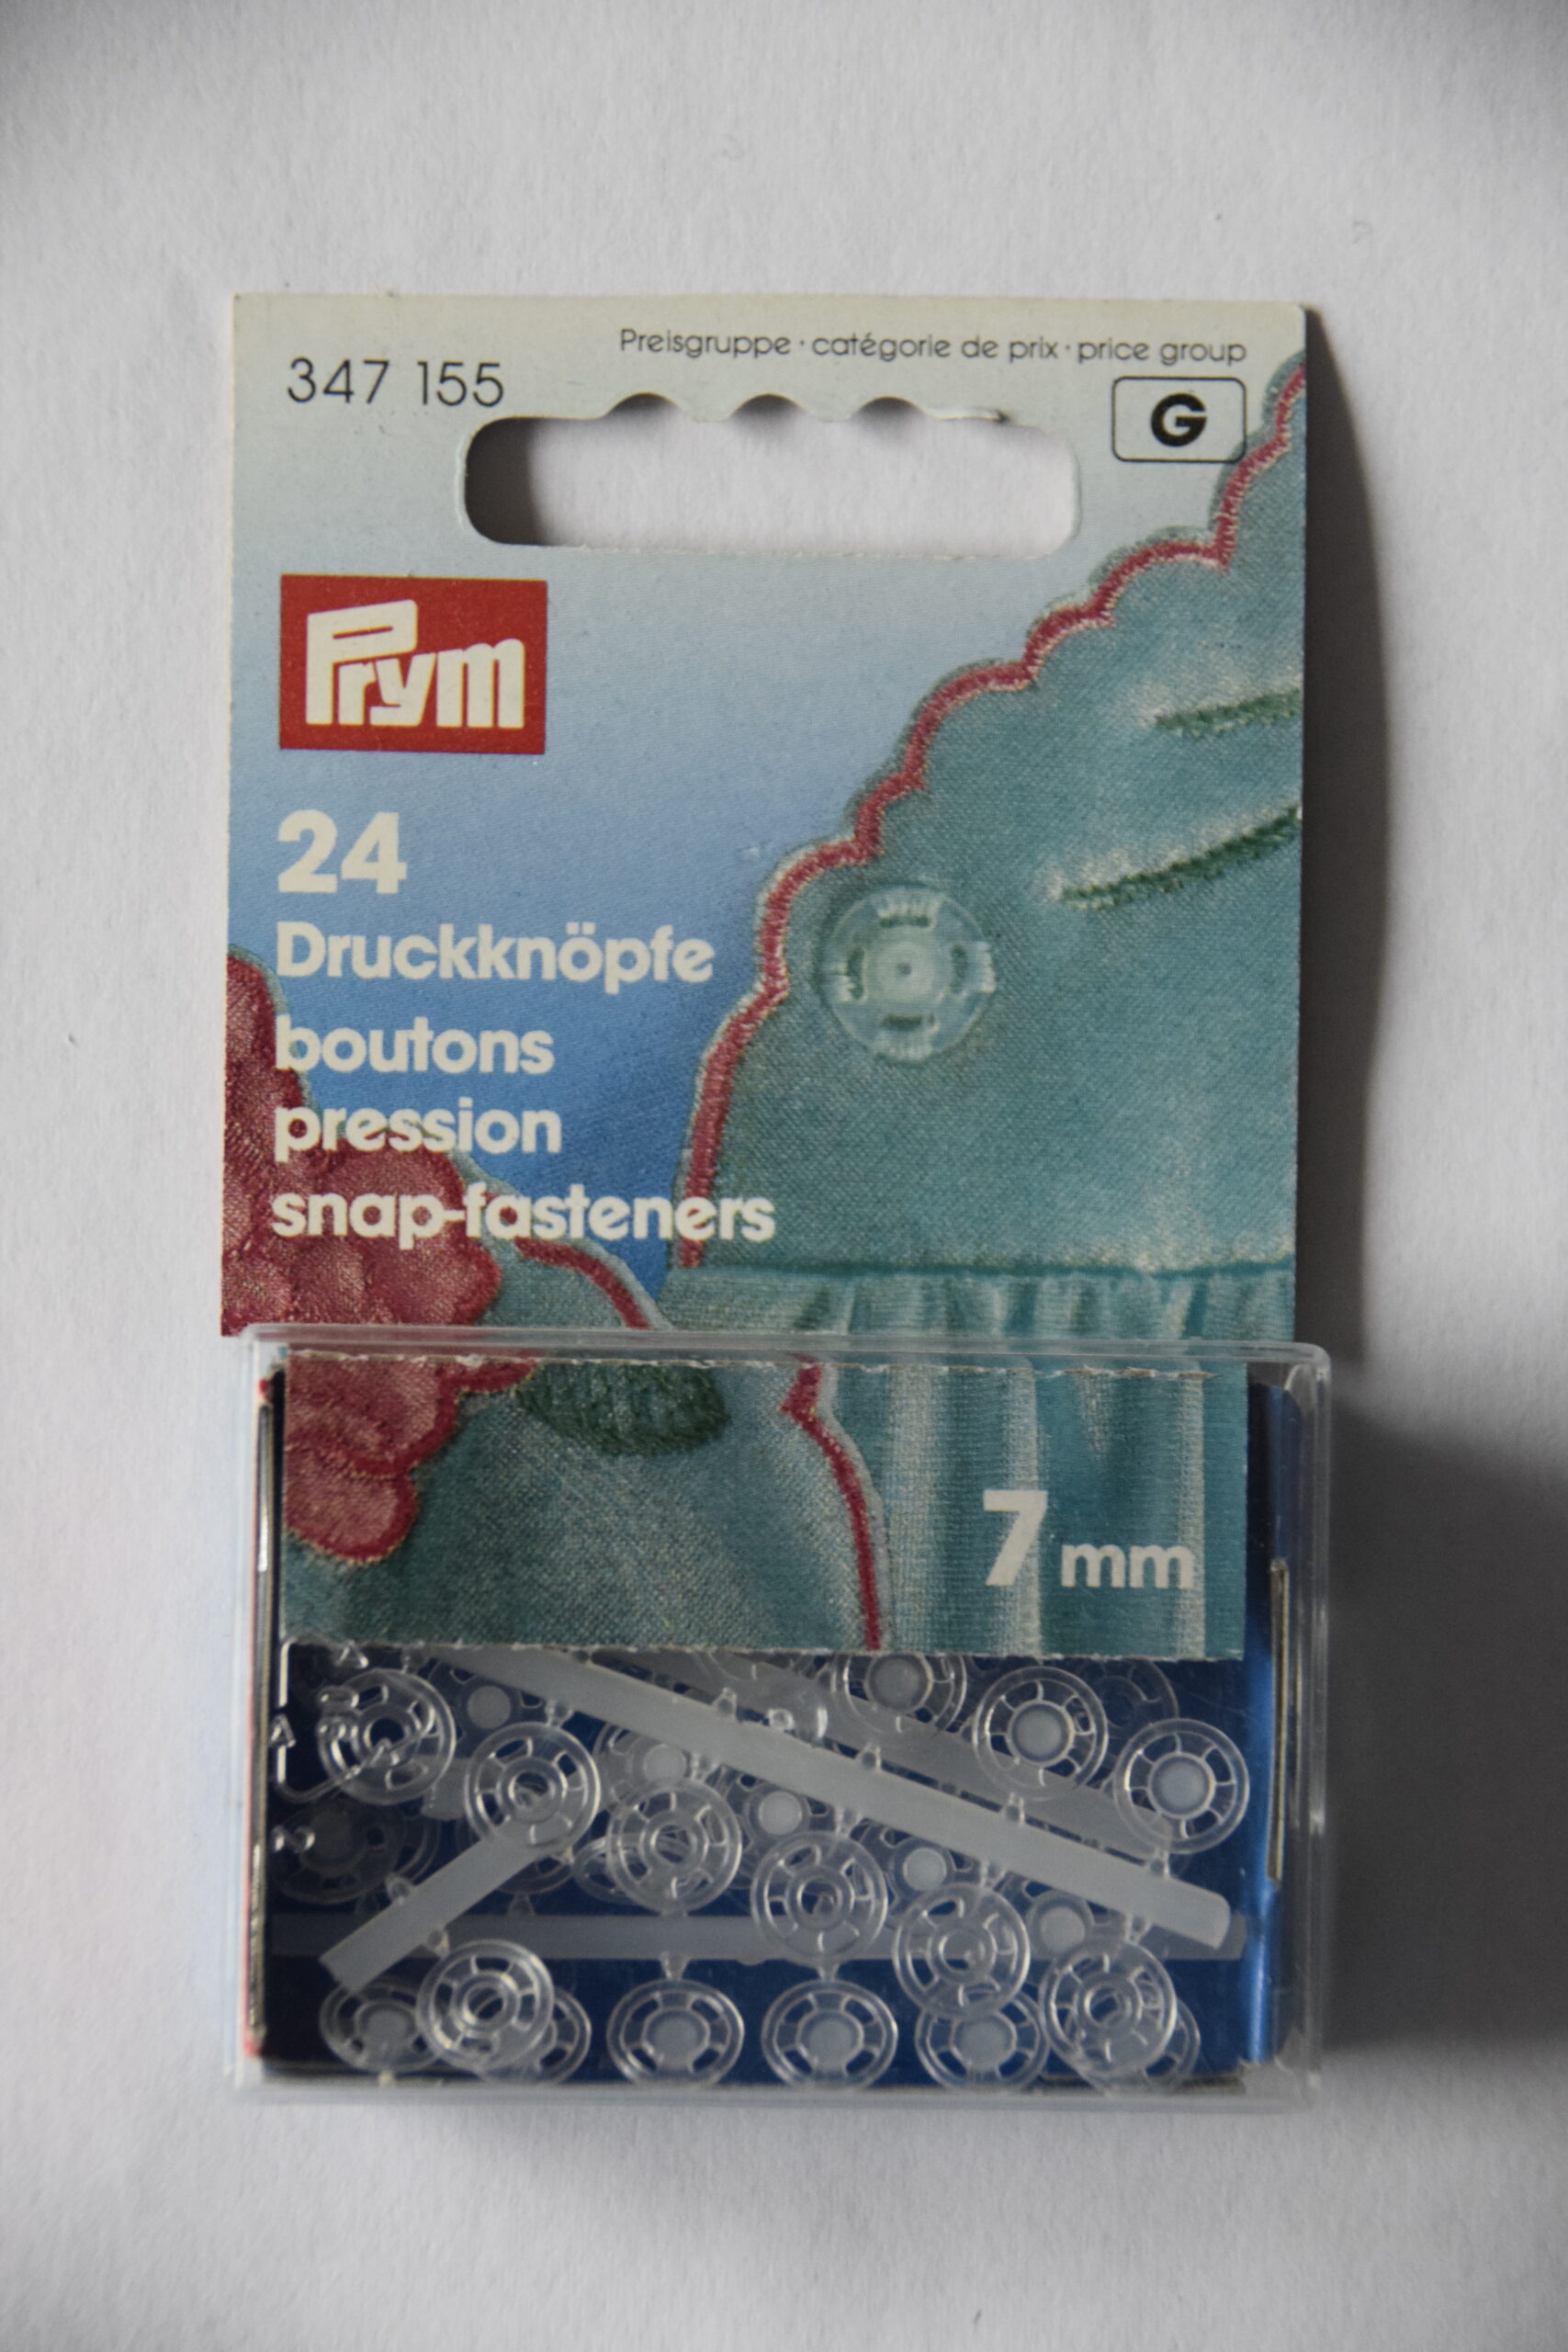 Preisgruppe · catégorie de prix · price group
347 155
G
Prym
24
Druckknöpfe
boutons
pression
snap-fasteners
7 mm